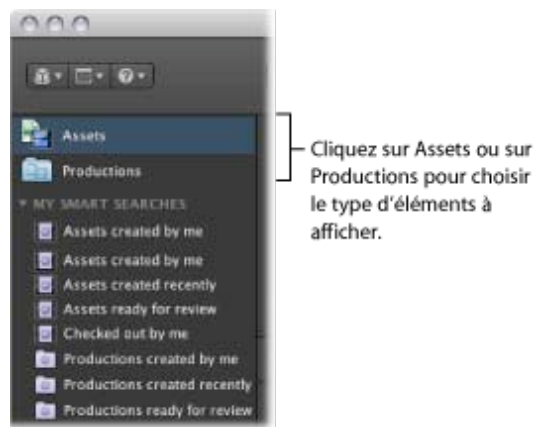 Assets
Productions
MY SMART SEARCHES
Assets created by me
Assets created by me
Assets created recently
Assets ready for review
Checked out by me
Productions created by me
Productions created recently
Productions ready for review
Cliquez sur Assets ou sur
Productions pour choisir
le type d'éléments à
afficher.